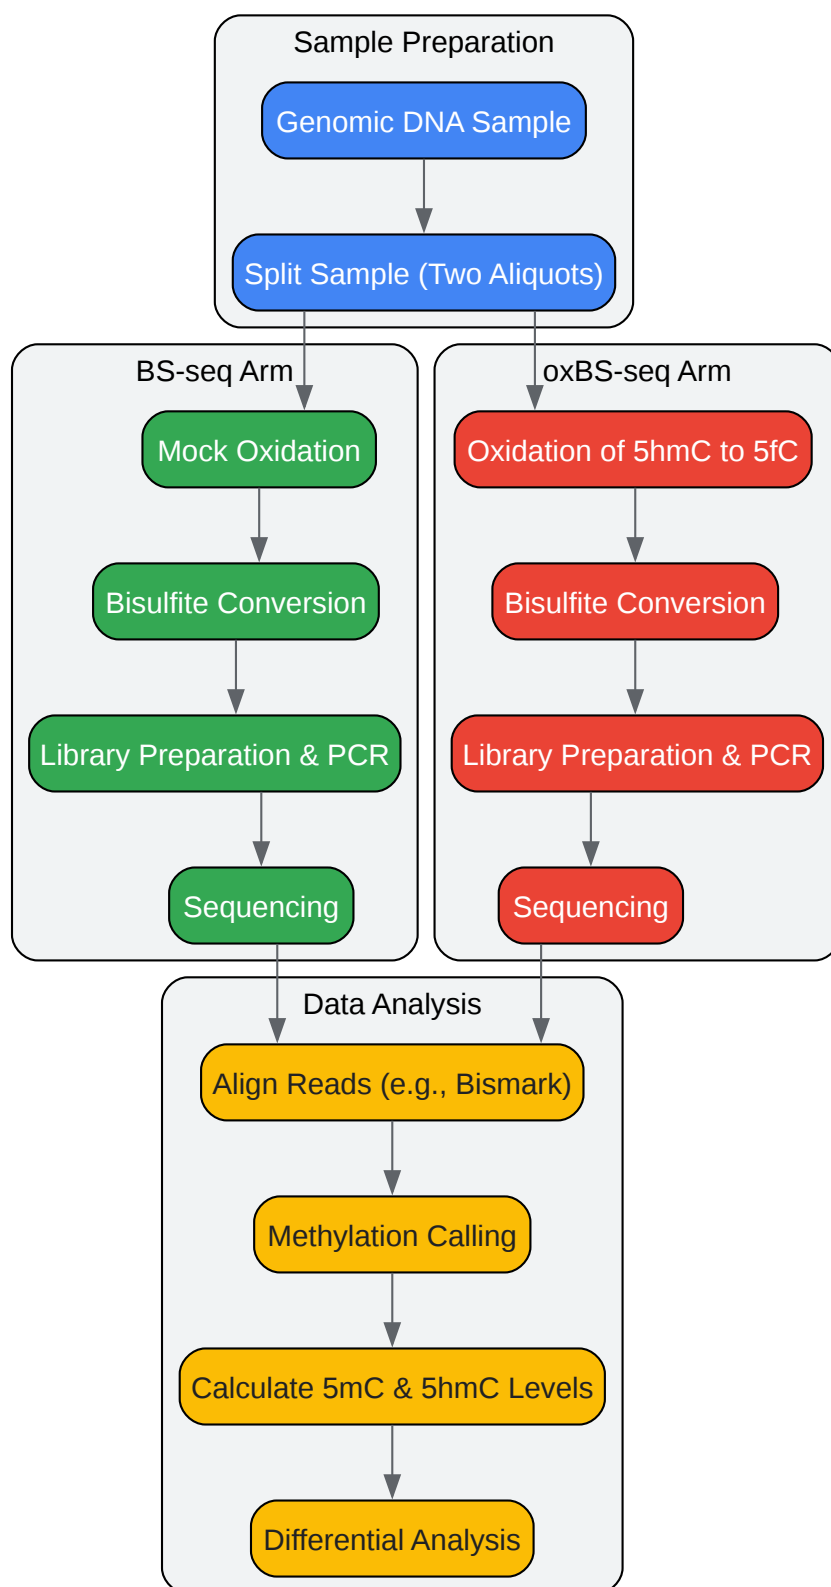 Sample Preparation
Genomic DNA Sample
Split Sample (Two Aliquots)
BS-seq Arm
Mock Oxidation
Bisulfite Conversion
Library Preparation & PCR
Sequencing
oxBS-seq Arm
Oxidation of 5hmC to 5fC
Bisulfite Conversion
Library Preparation & PCR
Sequencing
Data Analysis
Align Reads (e.g., Bismark)
Methylation Calling
Calculate 5mC & 5hmC Levels
Differential Analysis